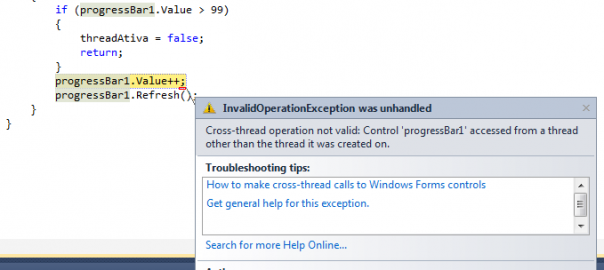 if (progressBar1.Value > 99)
{
threadAtiva = false;
return;
}
progressBar1.Value++;
progressBar1.Refresh();
}
}
InvalidOperationException was unhandled
Cross-thread operation not valid: Control 'progressBar1' accessed from a thread
other than the thread it was created on.
Troubleshooting tips:
How to make cross-thread calls to Windows Forms controls
Get general help for this exception.
Search for more Help Online...